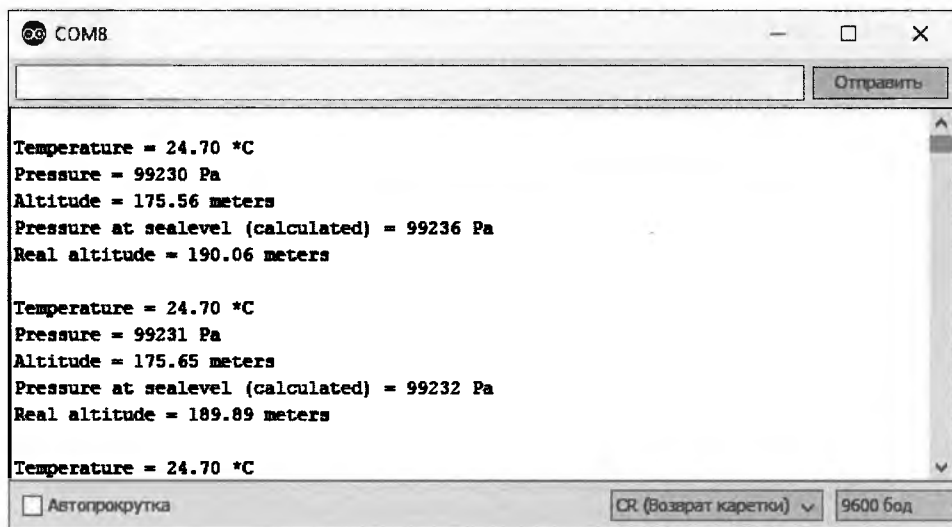 COM8
Отправить
Temperature = 24.70 *C
Pressure = 99230 Pa
Altitude = 175.56 meters
Pressure at sealevel (calculated) = 99236 Pa
Real altitude = 190.06 meters
Temperature = 24.70 *C
Pressure = 99231 Pa
Altitude = 175.65 meters
Pressure at sealevel (calculated) = 99232 Pa
Real altitude = 189.89 meters
Temperature = 24.70 *C
Автопрокрутка
CR (Возврат каретки)
9600 бод